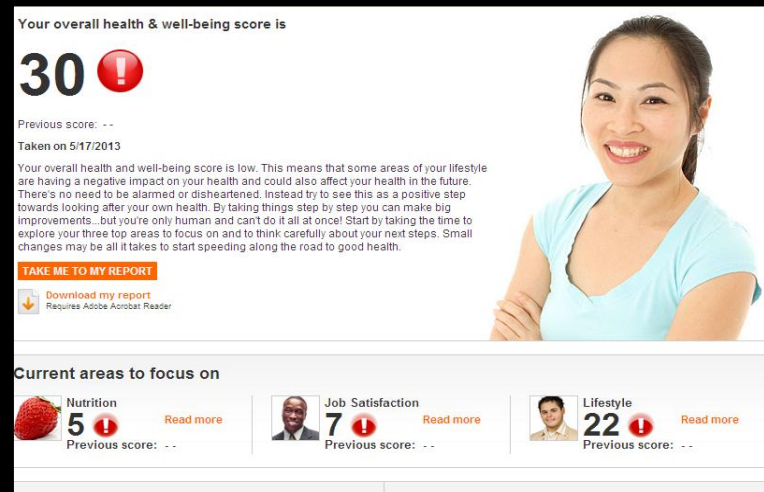 Your overall health & well-being score is
30
Previous score: - -
Taken on 5/17/2013
Your overall health and well-being score is low. This means that some areas of your lifestyle
are having a negative impact on your health and could also affect your health in the future.
There's no need to be alarmed or disheartened. Instead try to see this as a positive step
towards looking after your own health. By taking things step by step you can make big
improvements...but you're only human and can't do it all at once! Start by taking the time to
explore your three top areas to focus on and to think carefully about your next steps. Small
changes may be all it takes to start speeding along the road to good health.
TAKE ME TO MY REPORT
Download my report
Requires Adobe Acrobat Reader
Current areas to focus on
Nutrition
5
Read more
Previous score: - -
Job Satisfaction
7
Read more
Previous score: - -
Lifestyle
22
Read more
Previous score: - -